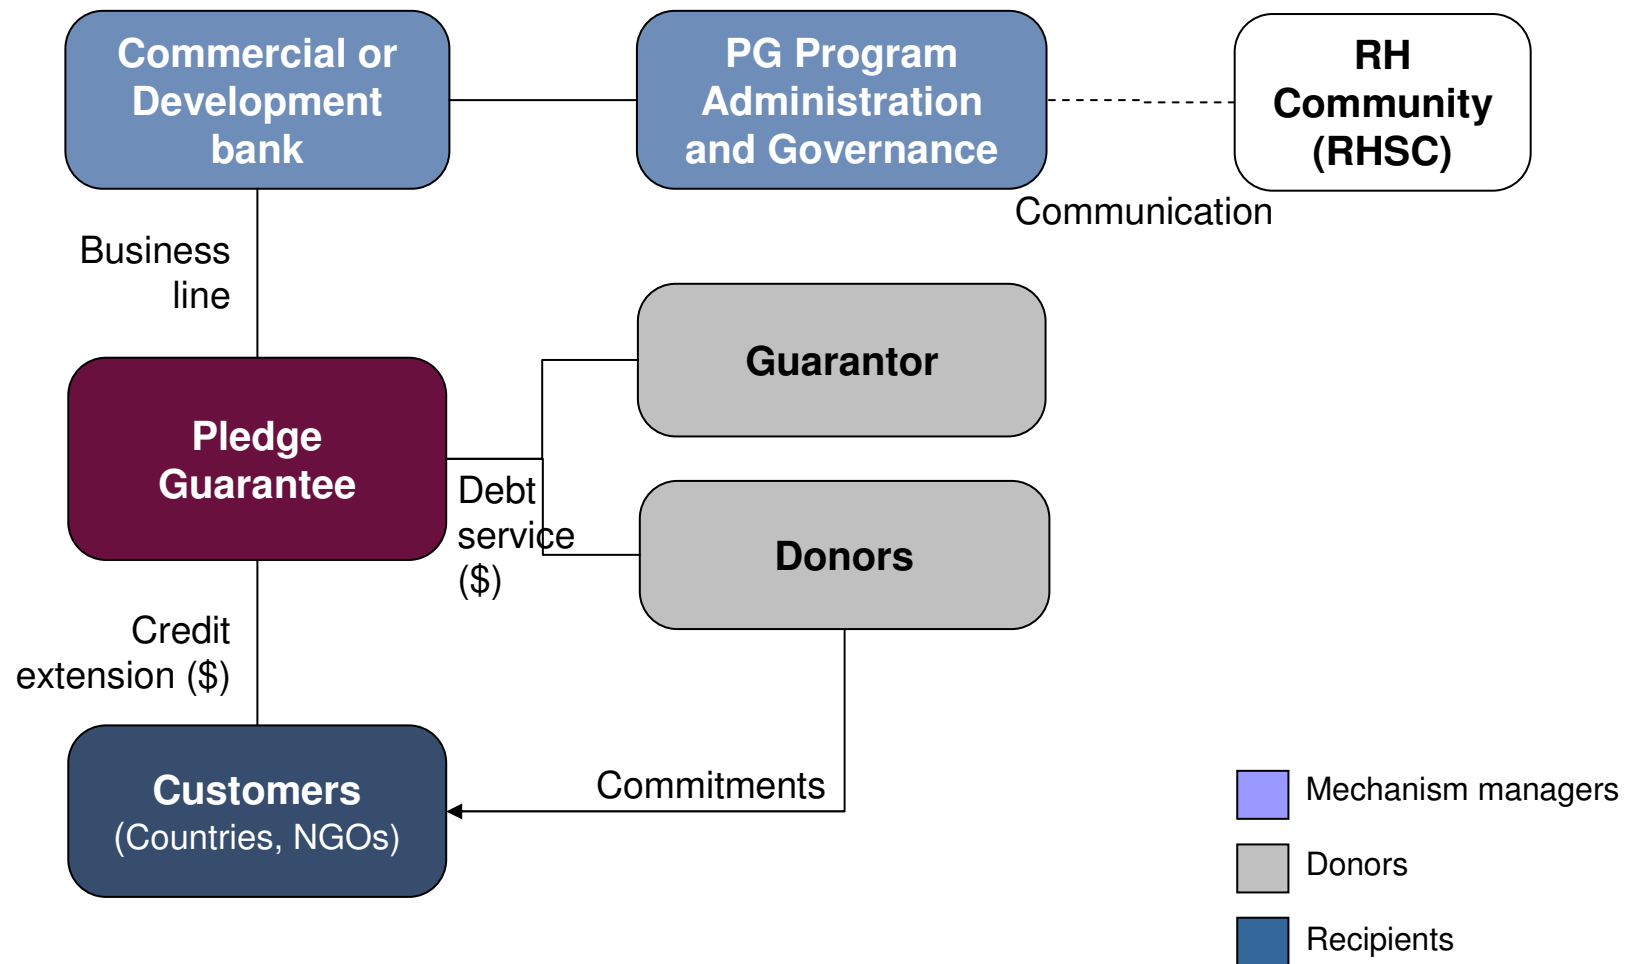 Commercial or
Development
bank
PG Program
Administration
and Governance
RH
Community
(RHSC)
Communication
Business
line
Guarantor
Pledge
Guarantee
Debt
service
($)
Donors
Credit
extension ($)
Customers
(Countries, NGOs)
Commitments
Mechanism managers
Donors
Recipients